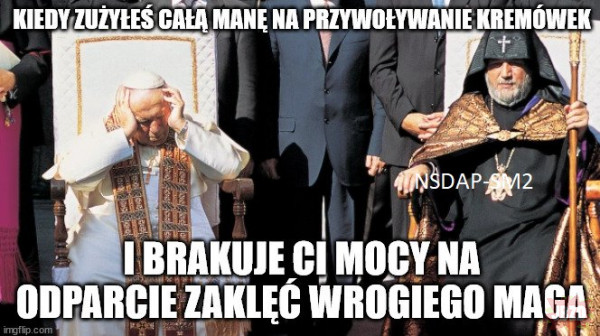 KIEDY ZUŻYŁEŚ CAŁĄ MANĘ NA PRZYWOŁYWANIE KREMÓWEK
NSDAP-SM2
I BRAKUJE CI MOCY NA
ODPARCIE ZAKLĘĆ WROGIEGO MAGA
imgflip.com